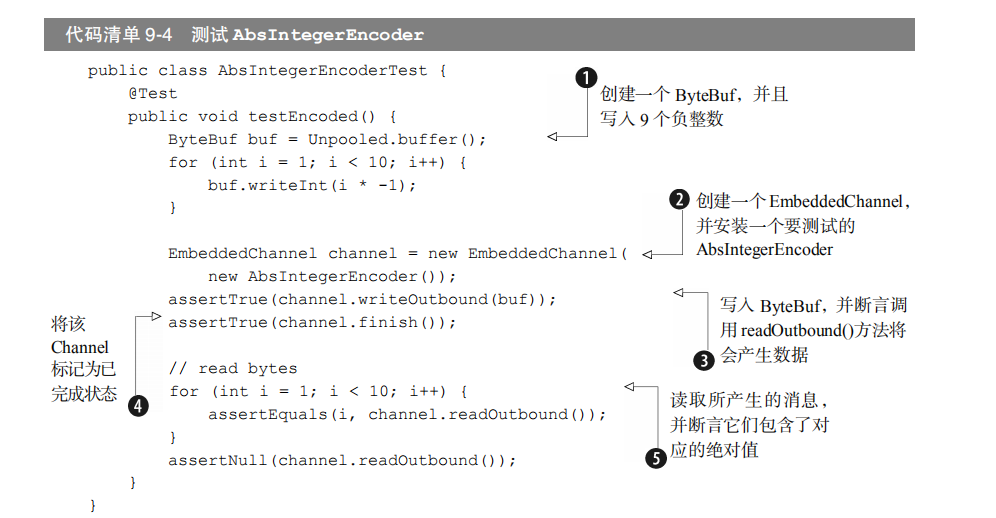 代码清单 9-4 测试 AbsIntegerEncoder
public class AbsIntegerEncoderTest {
@Test
public void testEncoded() {
ByteBuf buf = Unpooled.buffer();
for (int i = 1; i < 10; i++) {
buf.writeInt(i * -1);
}
❶
创建一个 ByteBuf，并且
写入 9 个负整数
EmbeddedChannel channel = new EmbeddedChannel(
new AbsIntegerEncoder());
❷ 创建一个 EmbeddedChannel，
并安装一个要测试的
AbsIntegerEncoder
assertTrue(channel.writeOutbound(buf));
assertTrue(channel.finish());
写入 ByteBuf，并断言调
用 readOutbound()方法将
❸ 会产生数据
将该
Channel
标记为已
完成状态 ❹
// read bytes
for (int i = 1; i < 10; i++) {
assertEquals(i, channel.readOutbound());
}
assertNull(channel.readOutbound());
}
}
读取所产生的消息，
并断言它们包含了对
❺ 应的绝对值